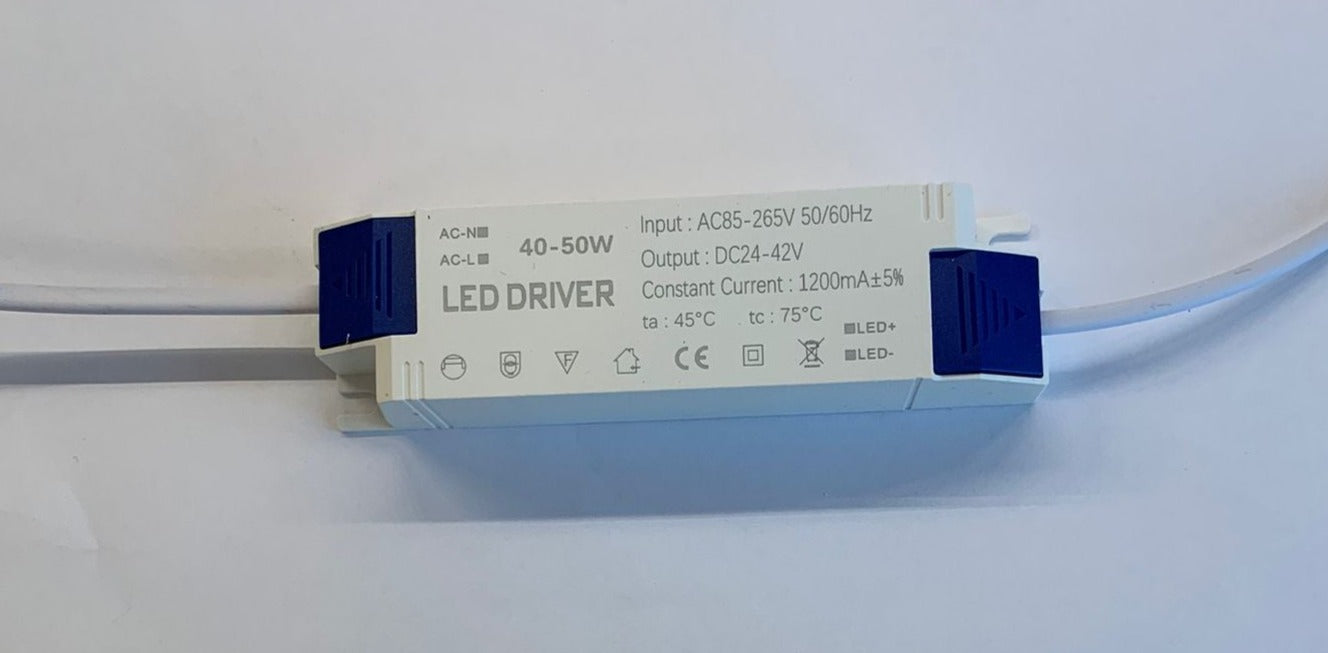 AC-N
AC-L
40-50W
LED DRIVER
Input : AC85-265V 50/60Hz
Output : DC24-42V
Constant Current : 1200mA±5%
ta : 45°C tc : 75°C
LED+
LED-
F
CE